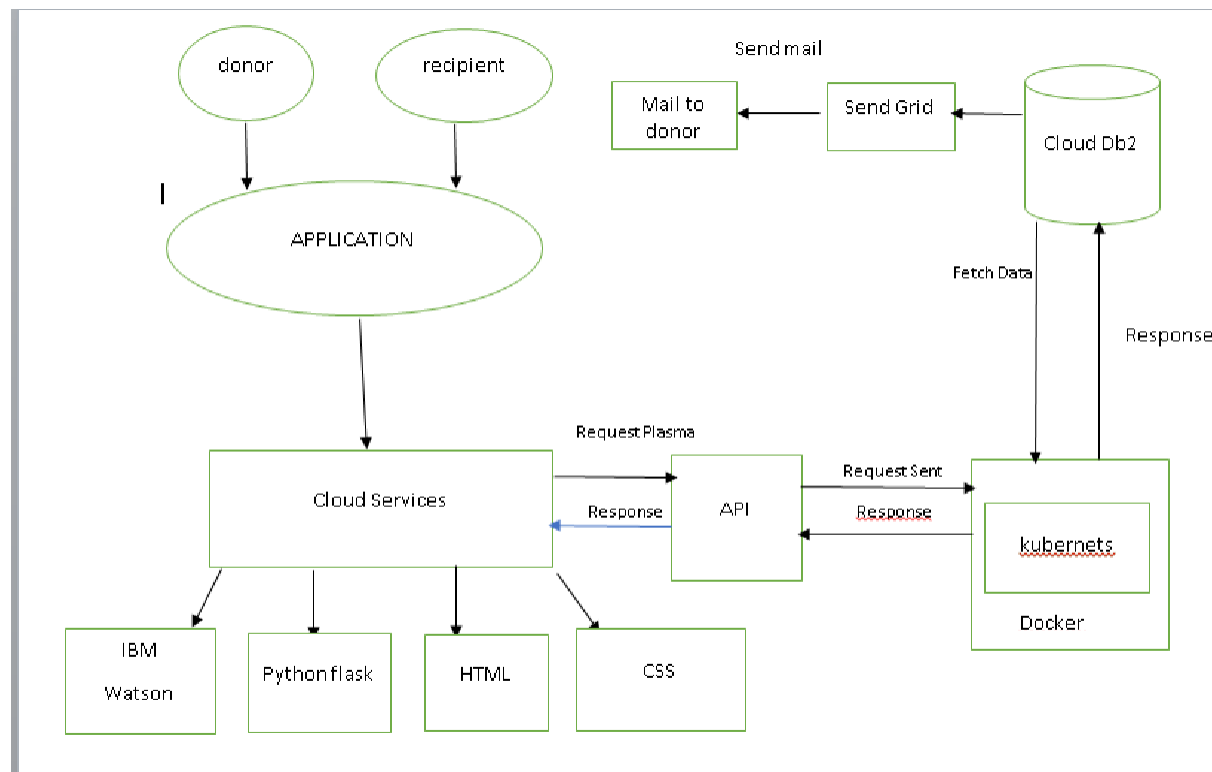 donor
recipient
Send mail
Mail to
donor
Send Grid
Cloud Db2
APPLICATION
Fetch Data
Response
Request Plasma
Cloud Services
Response
API
Request Sent
Response
kubernets
Docker
IBM
Watson
Python flask
HTML
CSS